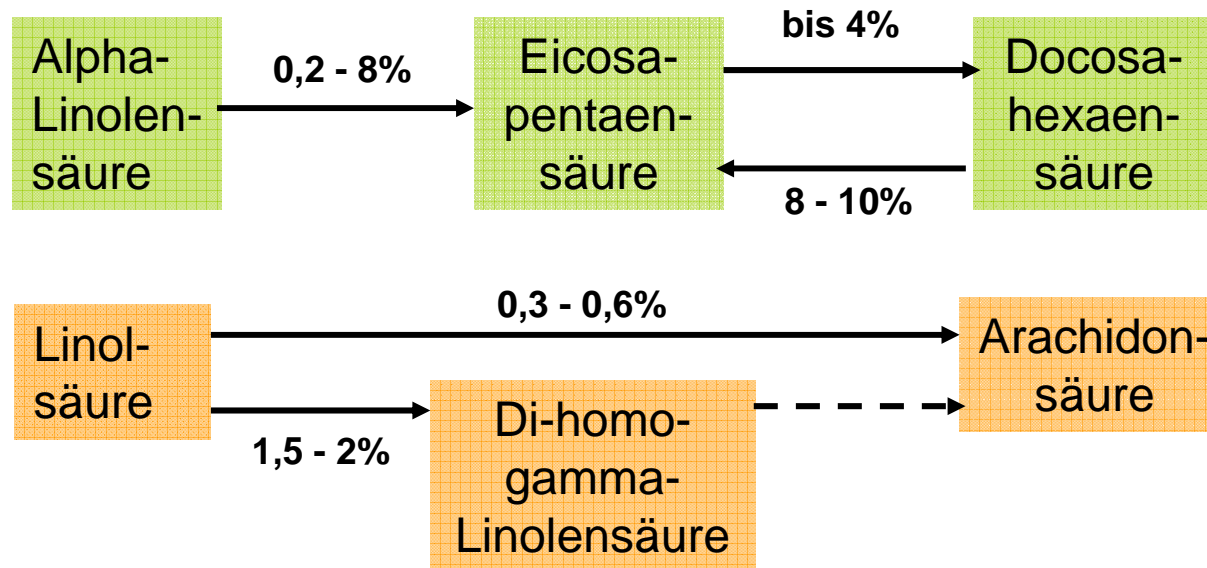 Alpha-
Linolen-
säure
0,2 - 8%
Eicosa-
pentaen-
säure
bis 4%
8 - 10%
Docosa-
hexaen-
säure
Linol-
säure
0,3 - 0,6%
1,5 - 2%
Di-homo-
gamma-
Linolensäure
Arachidon-
säure